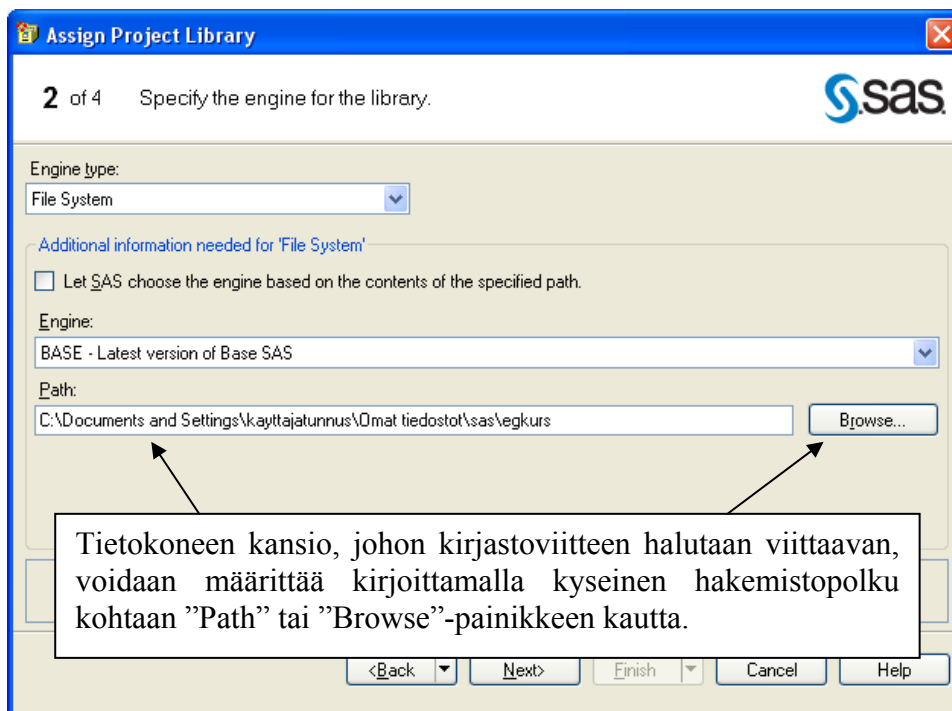 Assign Project Library
2 of 4 Specify the engine for the library.
sas
Engine type:
File System
Additional information needed for 'File System'
Let SAS choose the engine based on the contents of the specified path.
Engine:
BASE - Latest version of Base SAS
Path:
C:\Documents and Settings\kayttajatunnus\Omat tiedostot\sas\egkurs
Browse...
Tietokoneen kansio, johon kirjastoviitteen halutaan viittaavan,
voidaan määrittää kirjoittamalla kyseinen hakemistopolku
kohtaan ”Path” tai ”Browse”-painikkeen kautta.
<Back Next> Finish Cancel Help